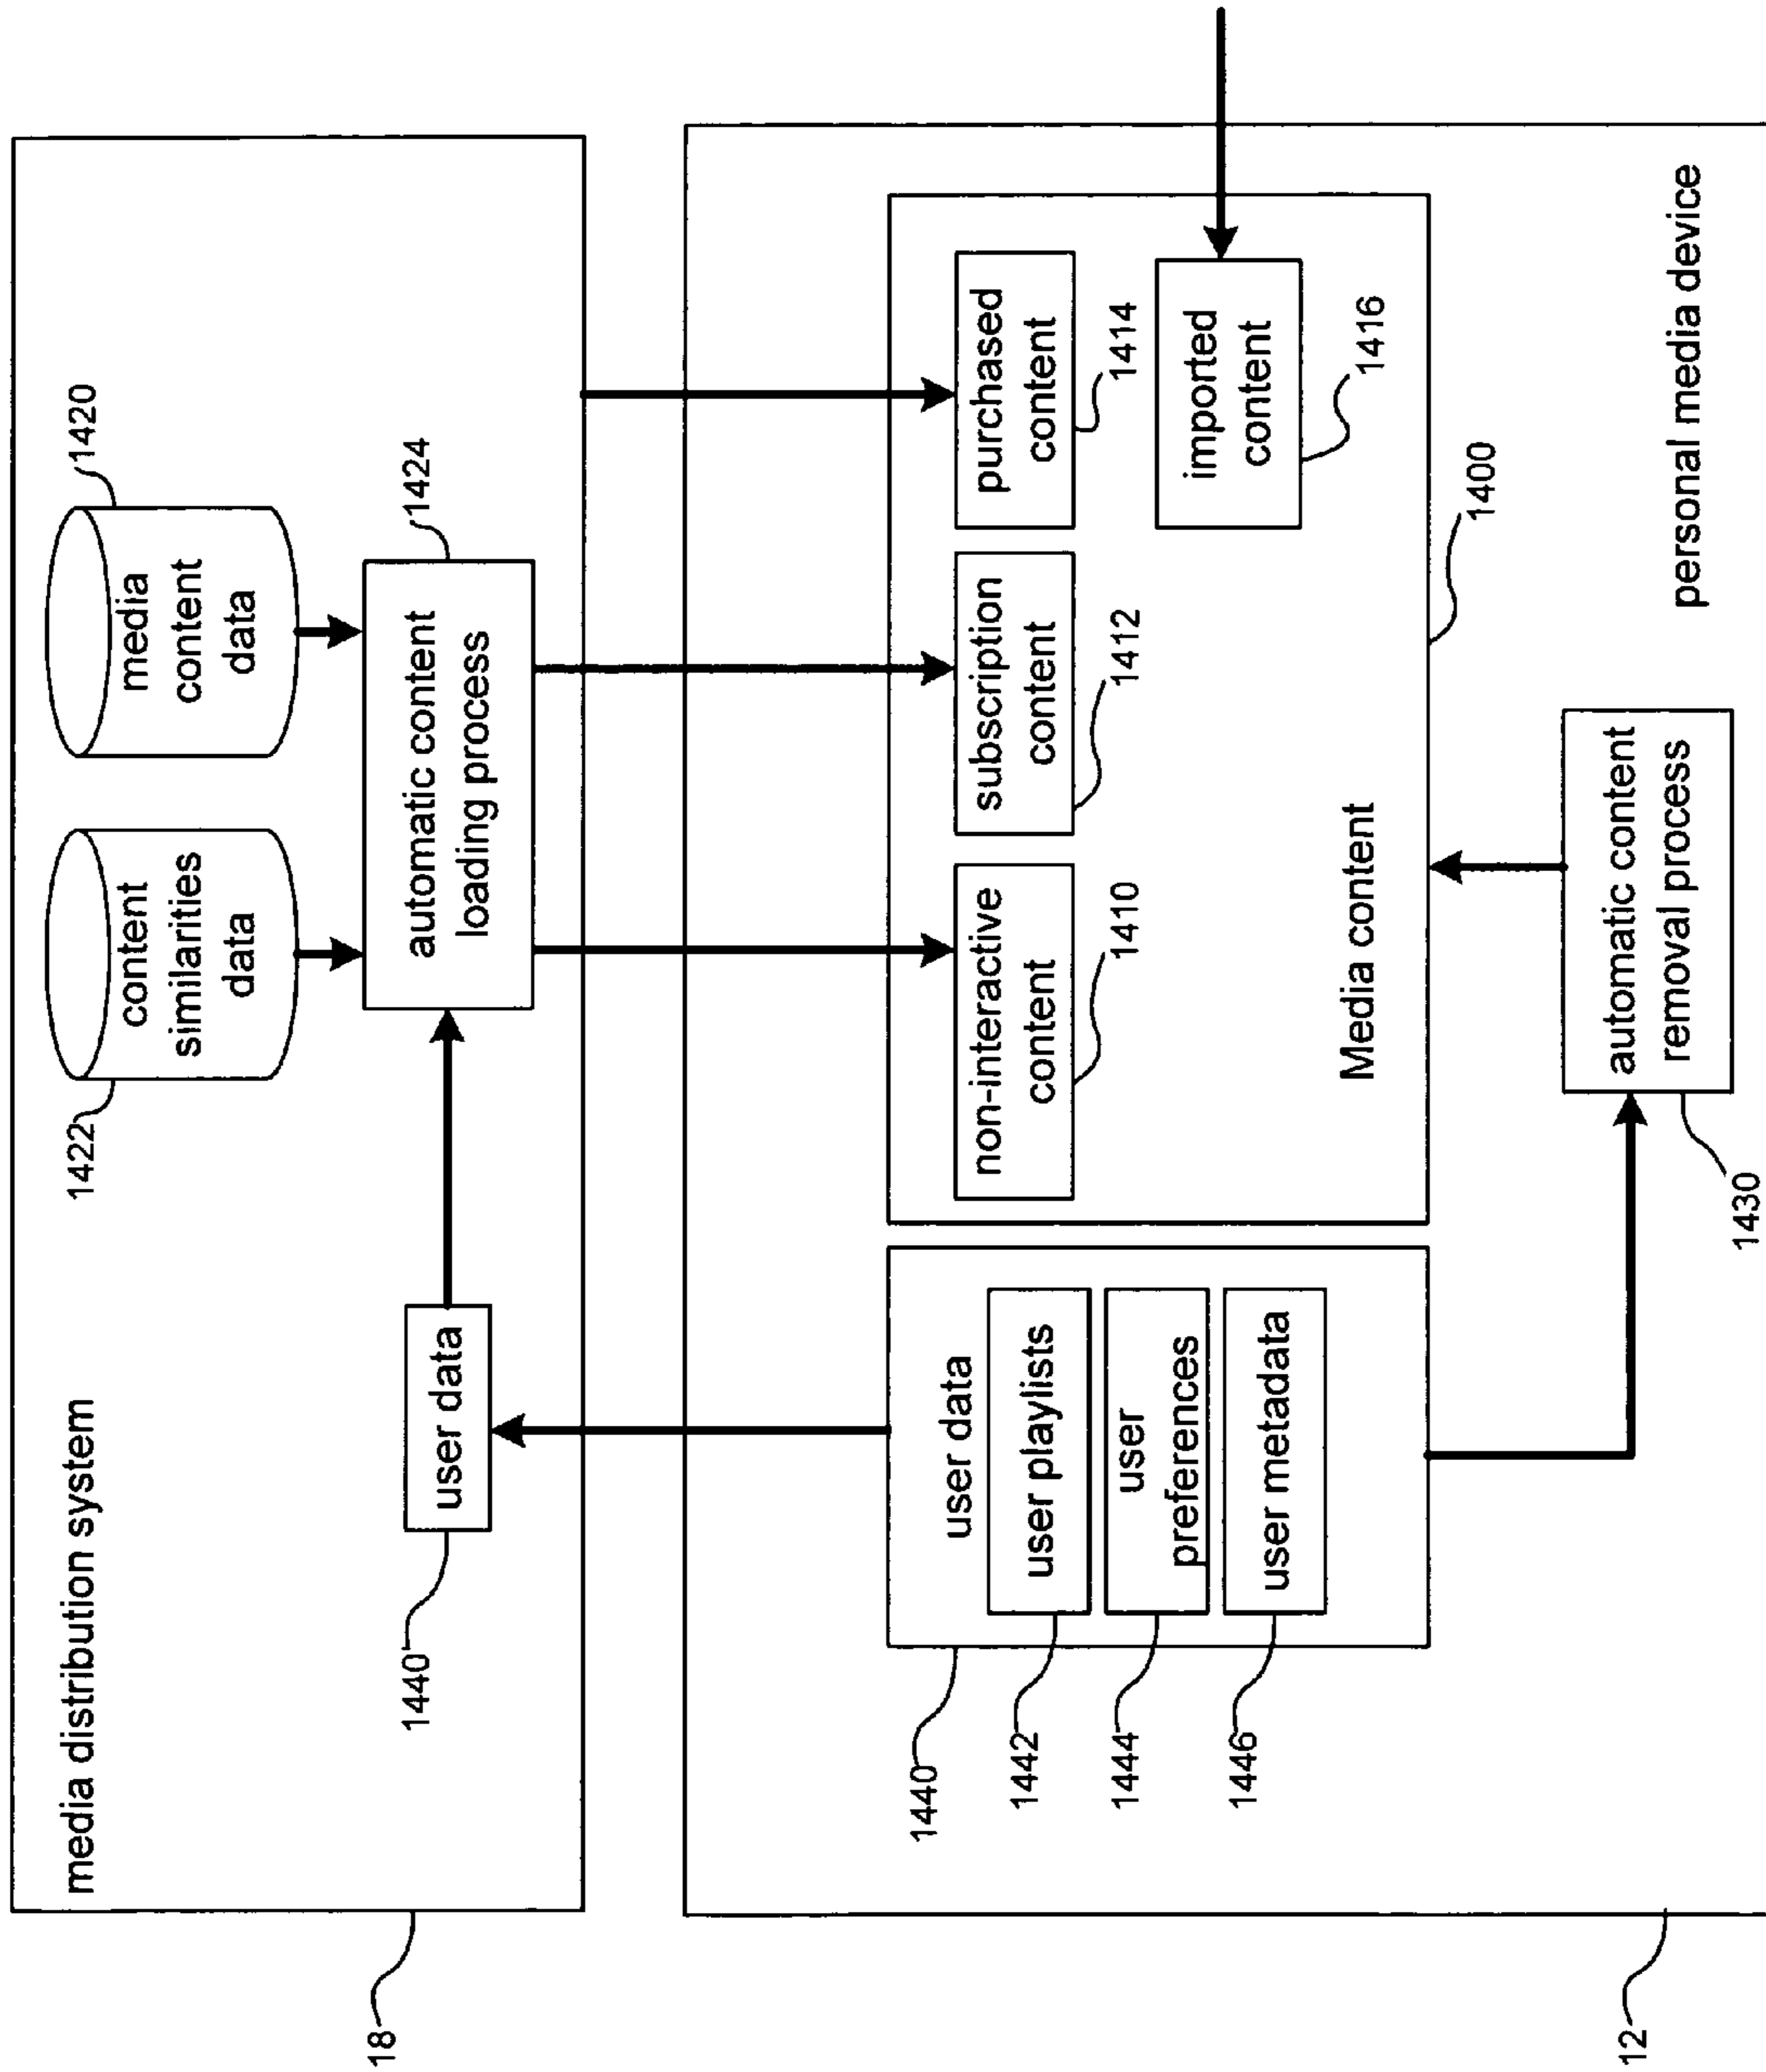 media distribution system
18
1422
content
similarities
data
media
content
data
1420
automatic content
loading process
1424
user data
1440
user data
1440
user playlists
1442
user
preferences
1444
user metadata
1446
non-interactive
content
1410
subscription
content
1412
purchased
content
1414
imported
content
1416
Media content
1400
automatic content
removal process
1430
personal media device
12